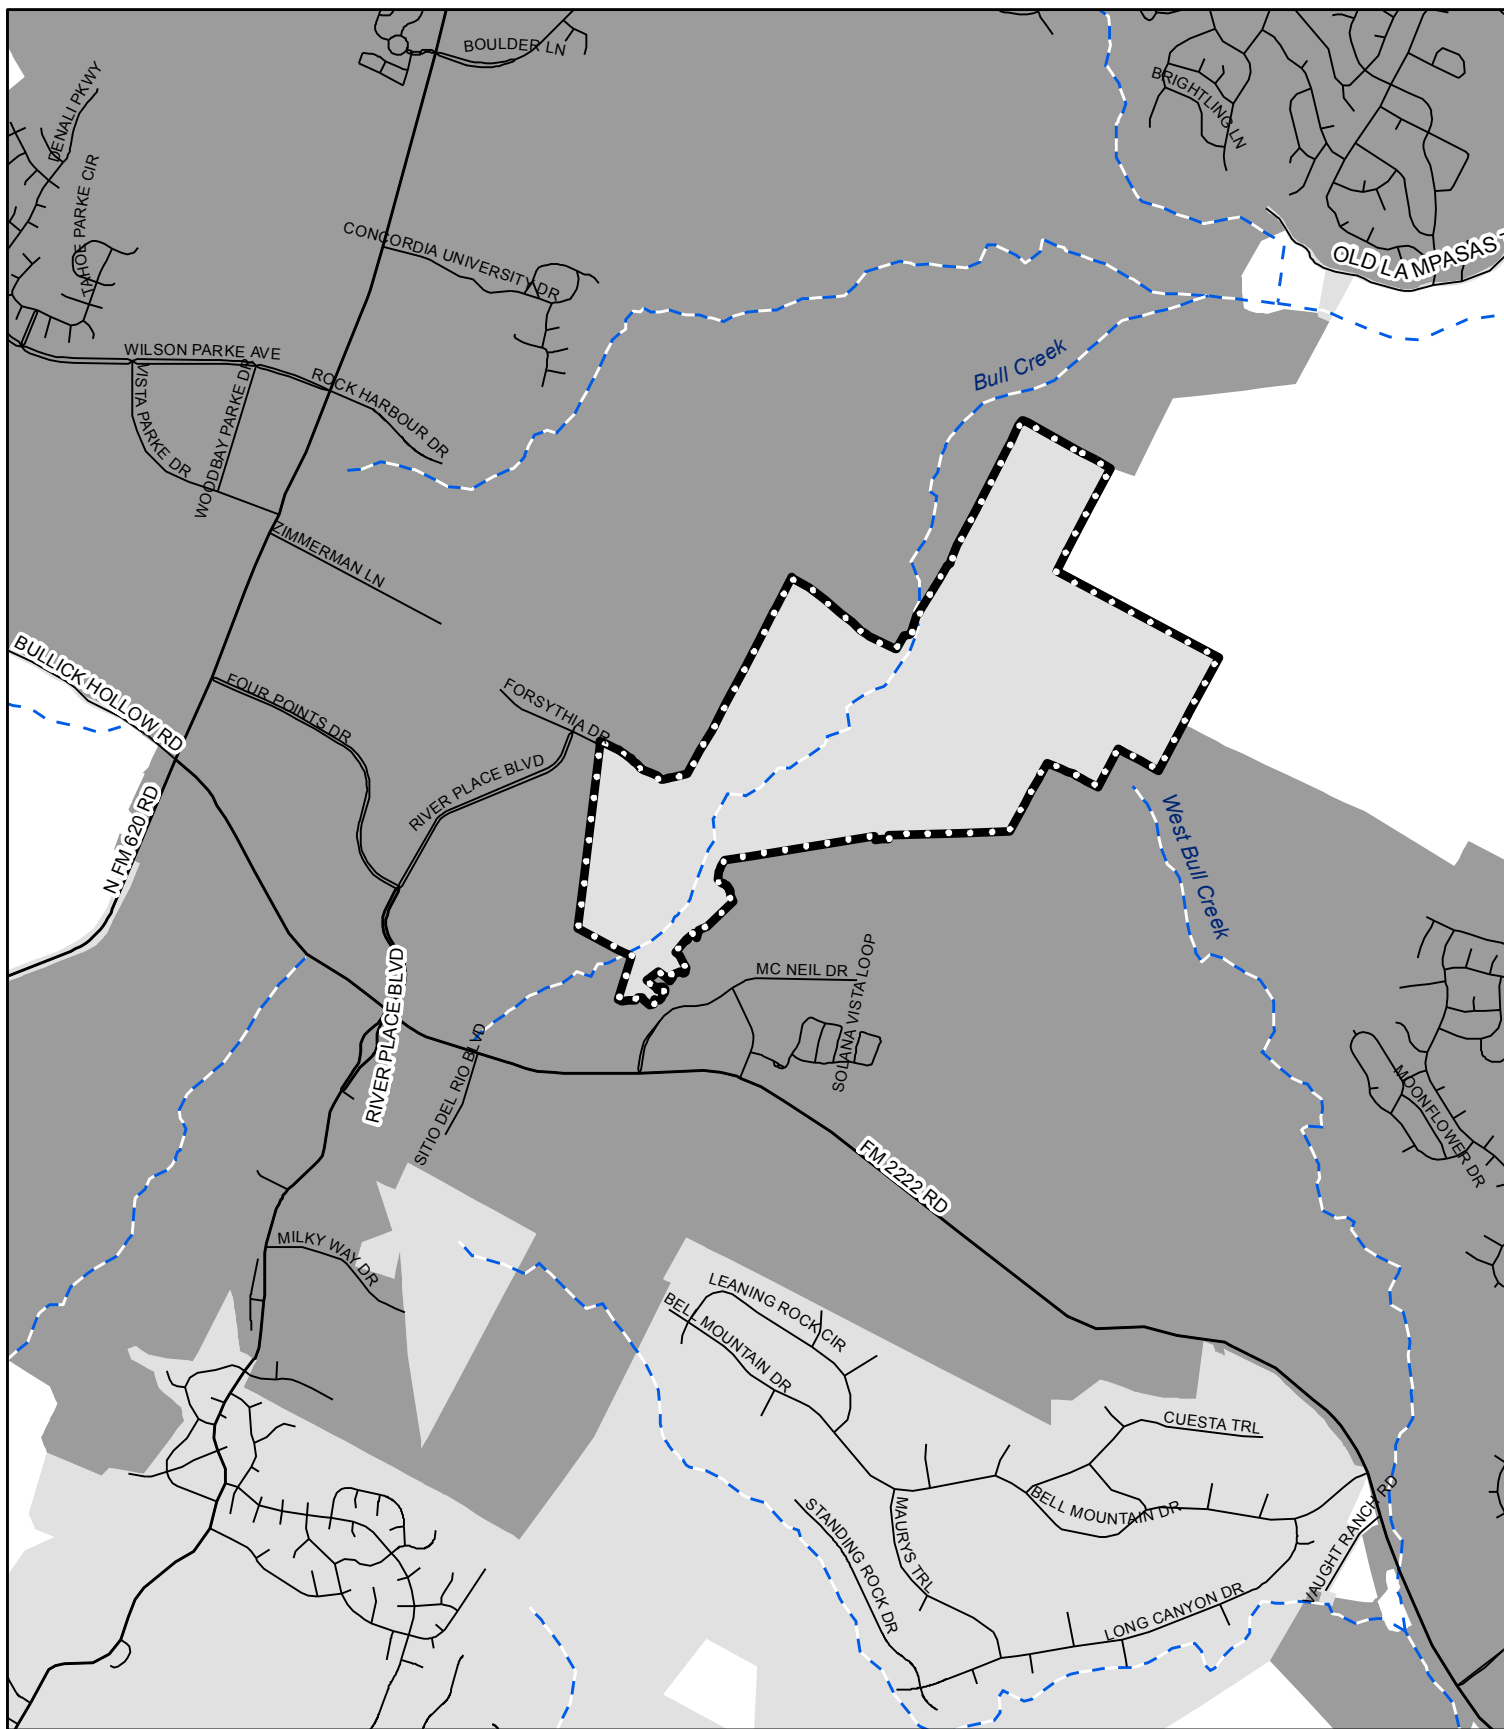 BOULDER LN
BRIGHTLING LN
DENALI PKWY
TAHOE PARKE CIR
CONCORDIA UNIVERSITY DR
OLD LAMPASAS T
WILSON PARKE AVE
Bull Creek
ROCK HARBOUR DR
VISTA PARKE DR
WOODBAY PARKE DR
ZIMMERMAN LN
BULLICK HOLLOW RD
FOUR POINTS DR
FORSYTHIA DR
RIVER PLACE BLVD
N FM 620 RD
West Bull Creek
MC NEIL DR
SOLANA VISTA LOOP
RIVER PLACE BLVD
SITIO DEL RIO BLVD
MOONFLOWER DR
FM 2222 RD
MILKY WAY DR
LEANING ROCK CIR
BELL MOUNTAIN DR
CUESTA TRL
BELL MOUNTAIN DR
MAURYS TRL
STANDING ROCK DR
VAUGHT RANCH RD
LONG CANYON DR